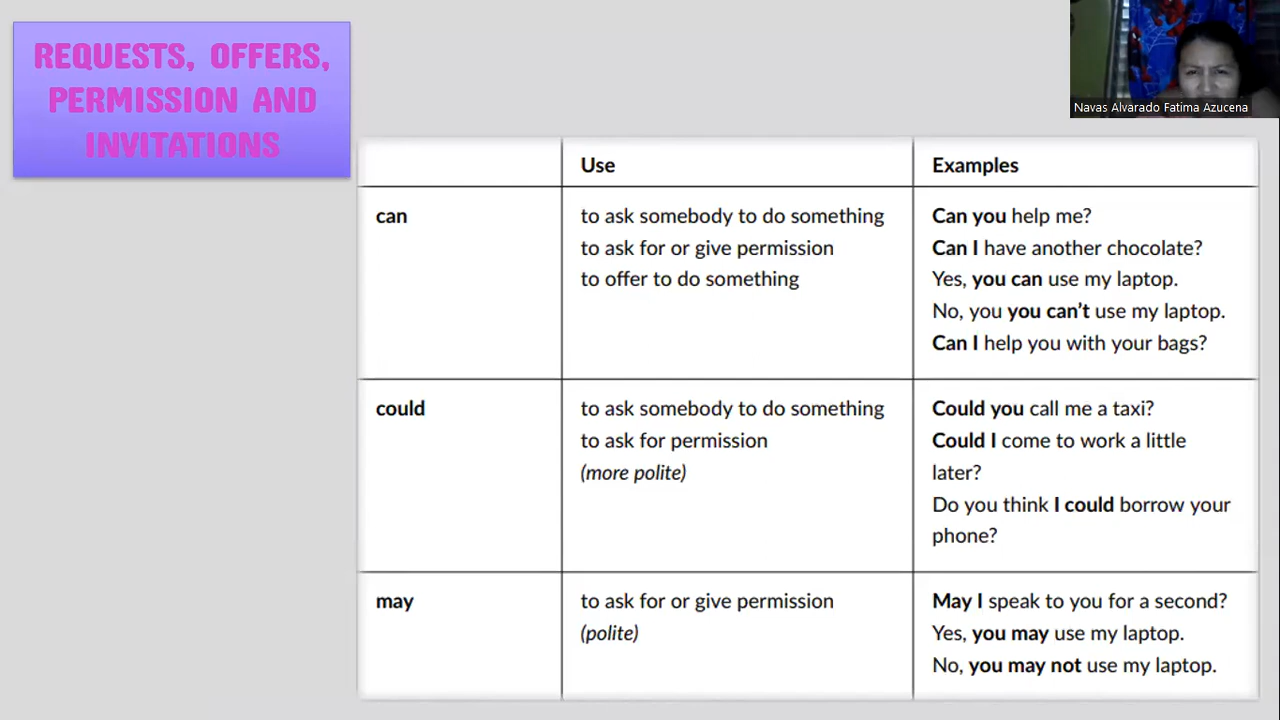 REQUESTS, OFFERS,
PERMISSION AND
INVITATIONS
Navas Alvarado Fatima Azucena
Use
Examples
can
to ask somebody to do something
to ask for or give permission
to offer to do something
Can you help me?
Can I have another chocolate?
Yes, you can use my laptop.
No, you you can't use my laptop.
Can I help you with your bags?
could
to ask somebody to do something
to ask for permission
(more polite)
Could you call me a taxi?
Could I come to work a little
later?
Do you think I could borrow your
phone?
may
to ask for or give permission
(polite)
May I speak to you for a second?
Yes, you may use my laptop.
No, you may not use my laptop.